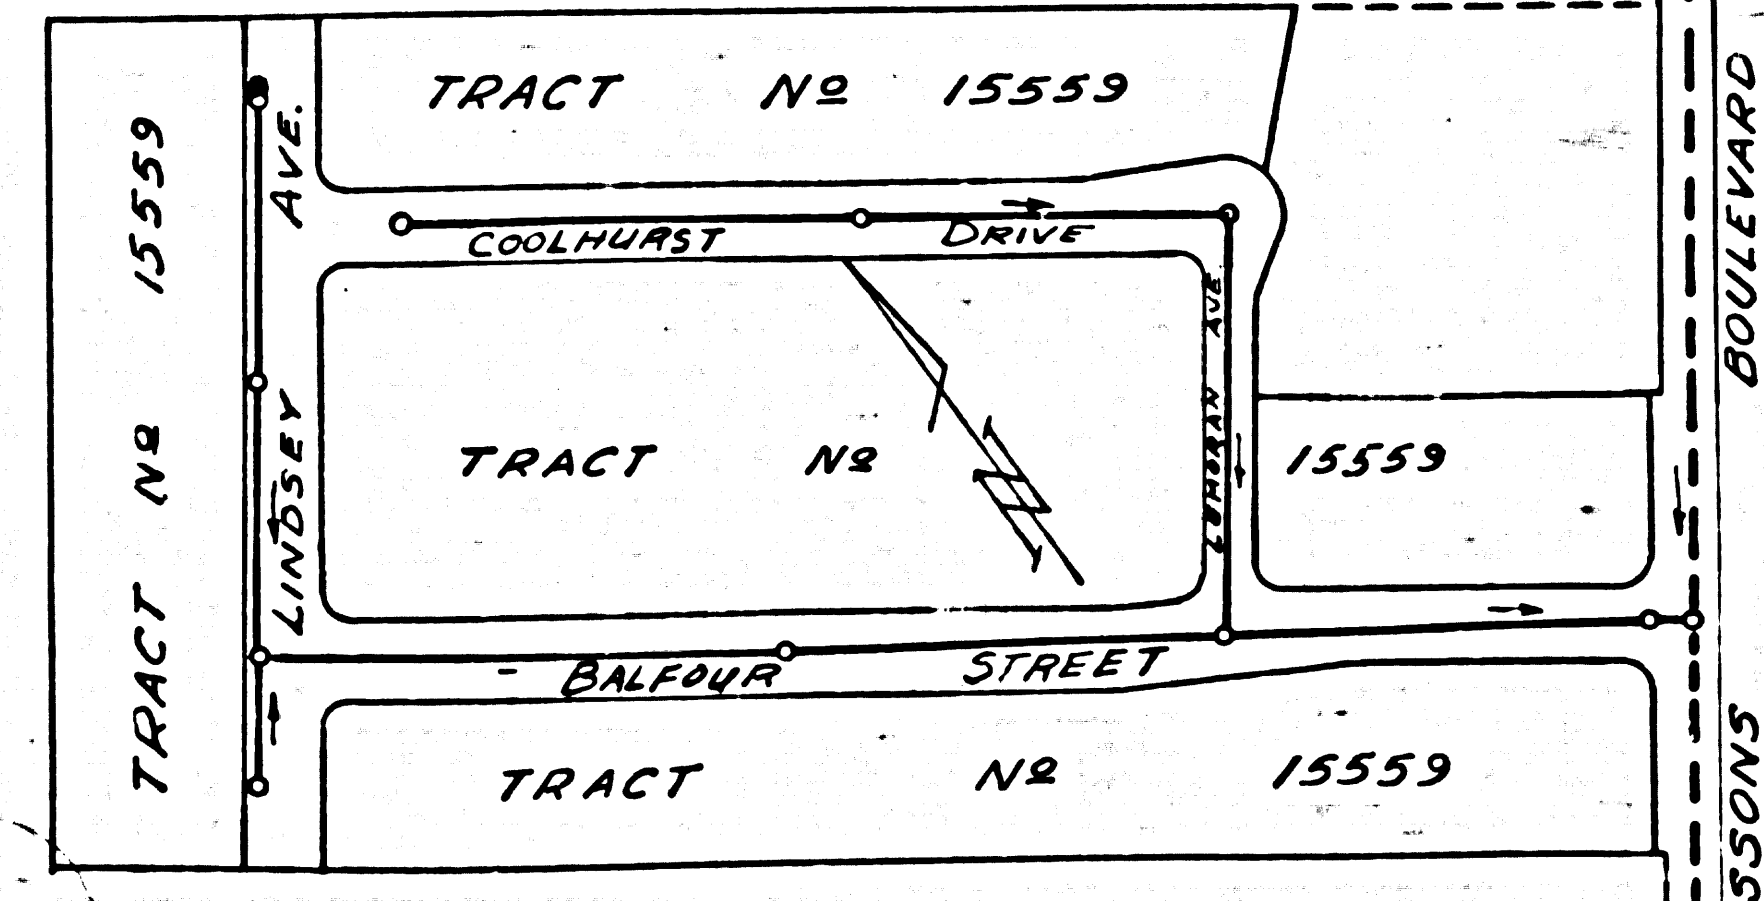 TRACT Nº 15559
TRACT Nº 15559
LINDSEY AVE.
COOLHURST DRIVE
AVE
TRACT Nº 15559
BALFOUR STREET
TRACT Nº 15559
BOULEVARD
SSONS